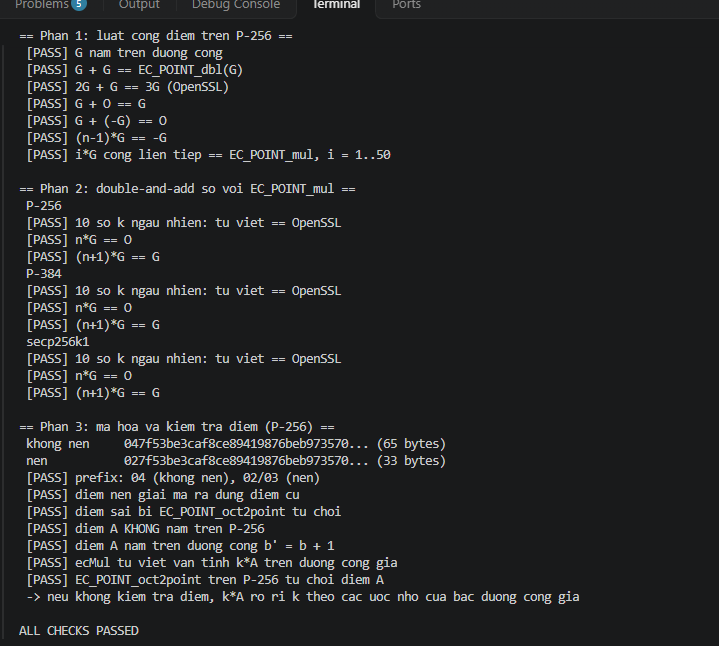 Problems 5 Output Debug Console Terminal Ports
== Phan 1: luat cong diem tren P-256 ==
[PASS] G nam tren duong cong
[PASS] G + G == EC_POINT_dbl(G)
[PASS] 2G + G == 3G (OpenSSL)
[PASS] G + O == G
[PASS] G + (-G) == O
[PASS] (n-1)*G == -G
[PASS] i*G cong lien tiep == EC_POINT_mul, i = 1..50
== Phan 2: double-and-add so voi EC_POINT_mul ==
P-256
[PASS] 10 so k ngau nhien: tu viet == OpenSSL
[PASS] n*G == O
[PASS] (n+1)*G == G
P-384
[PASS] 10 so k ngau nhien: tu viet == OpenSSL
[PASS] n*G == O
[PASS] (n+1)*G == G
secp256k1
[PASS] 10 so k ngau nhien: tu viet == OpenSSL
[PASS] n*G == O
[PASS] (n+1)*G == G
== Phan 3: ma hoa va kiem tra diem (P-256) ==
khong nen 047f53be3caf8ce89419876beb973570... (65 bytes)
nen 027f53be3caf8ce89419876beb973570... (33 bytes)
[PASS] prefix: 04 (khong nen), 02/03 (nen)
[PASS] diem nen giai ma ra dung diem cu
[PASS] diem sai bi EC_POINT_oct2point tu choi
[PASS] diem A KHONG nam tren P-256
[PASS] diem A nam tren duong cong b' = b + 1
[PASS] ecMul tu viet van tinh k*A tren duong cong gia
[PASS] EC_POINT_oct2point tren P-256 tu choi diem A
-> neu khong kiem tra diem, k*A ro ri k theo cac uoc nho cua bac duong cong gia
ALL CHECKS PASSED